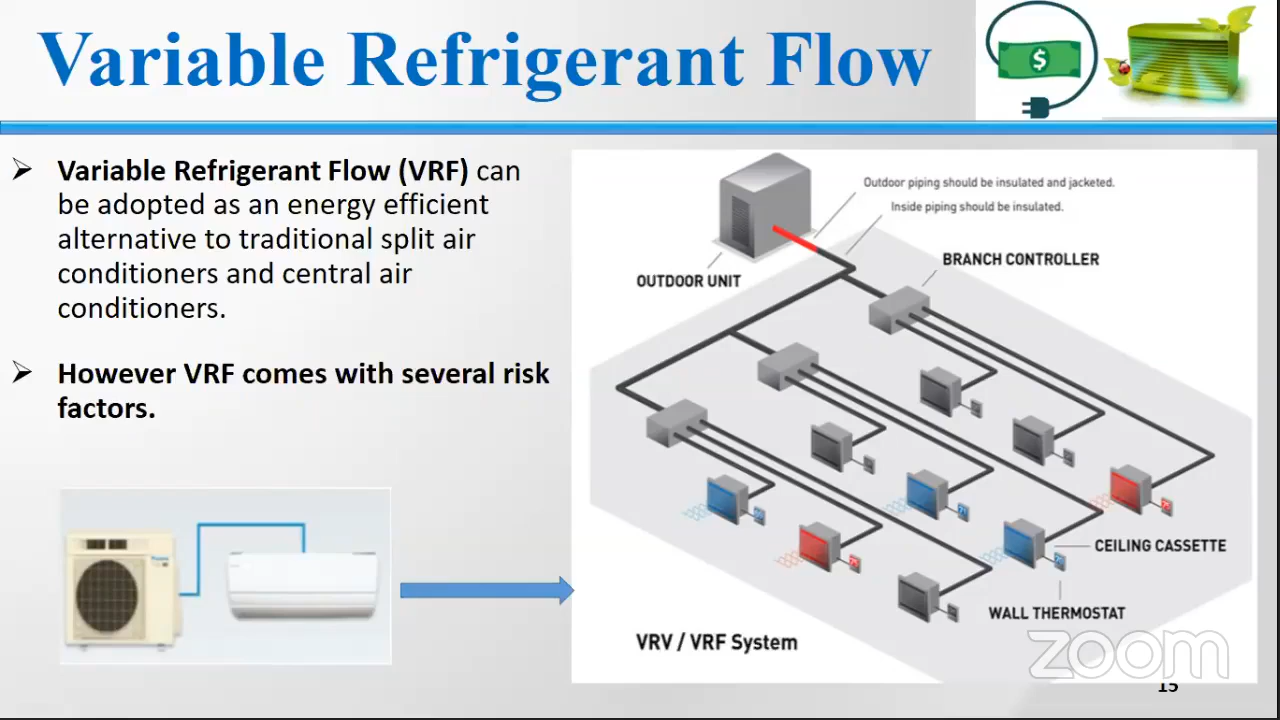 Variable Refrigerant Flow
$
Variable Refrigerant Flow (VRF) can
be adopted as an energy efficient
alternative to traditional split air
conditioners and central air
conditioners.
However VRF comes with several risk
factors.
Outdoor piping should be insulated and jacketed.
Inside piping should be insulated.
OUTDOOR UNIT
BRANCH CONTROLLER
CEILING CASSETTE
WALL THERMOSTAT
VRV / VRF System
zoom
15